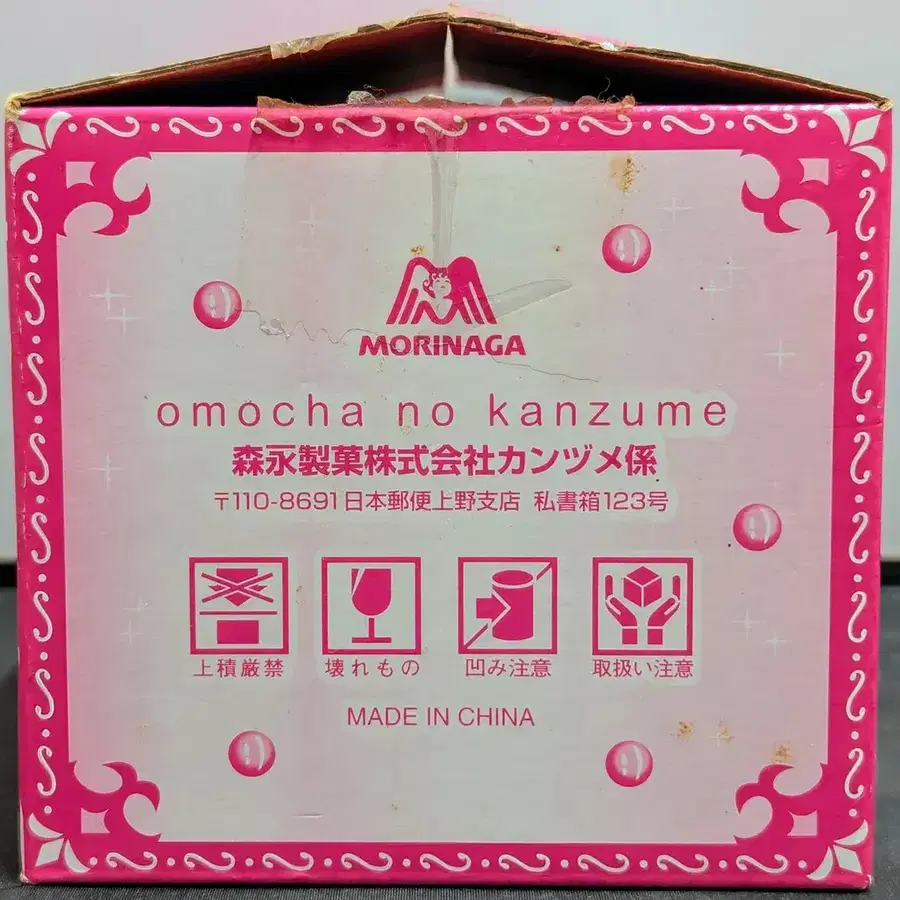 MORINAGA
omocha no kanzume
森永製菓株式会社カンヅメ係
〒110-8691 日本郵便上野支店 私書箱123号
上積厳禁 壊れもの 凹み注意 取扱い注意
MADE IN CHINA